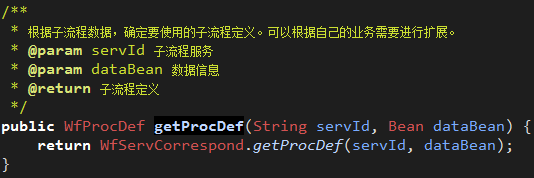 /**
 * 根据子流程数据，确定要使用的子流程定义。可以根据自己的业务需要进行扩展。
 * @param servId 子流程服务
 * @param dataBean 数据信息
 * @return 子流程定义
 */
public WfProcDef getProcDef(String servId, Bean dataBean) {
    return WfServCorrespond.getProcDef(servId, dataBean);
}